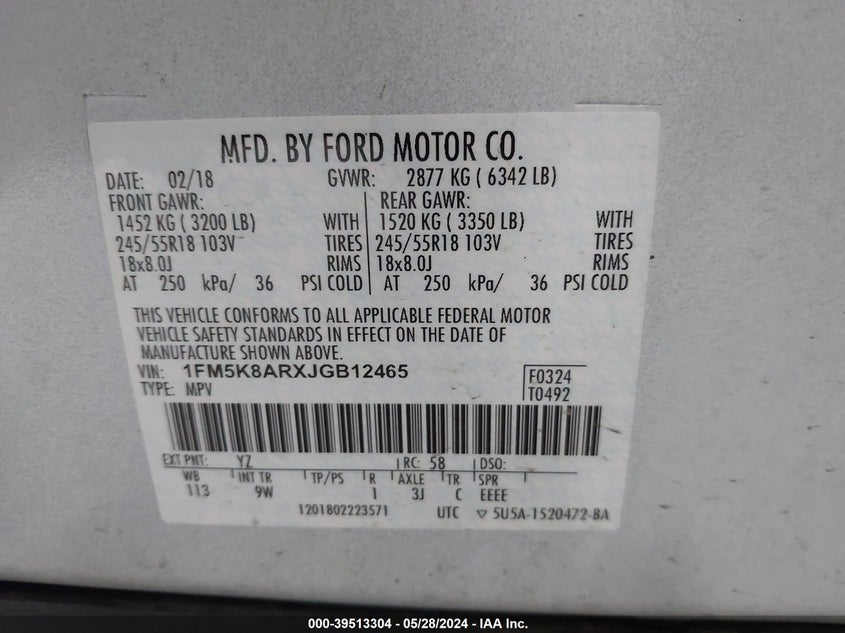 MFD. BY FORD MOTOR CO.
DATE: 02/18 GVWR: 2877 KG ( 6342 LB)
FRONT GAWR: REAR GAWR:
1452 KG ( 3200 LB) WITH 1520 KG ( 3350 LB) WITH
245/55R18 103V TIRES 245/55R18 103V TIRES
18x8.0J RIMS 18x8.0J RIMS
AT 250 kPa/ 36 PSI COLD AT 250 kPa/ 36 PSI COLD
THIS VEHICLE CONFORMS TO ALL APPLICABLE FEDERAL MOTOR
VEHICLE SAFETY STANDARDS IN EFFECT ON THE DATE OF
MANUFACTURE SHOWN ABOVE.
VIN: 1FM5K8ARXJGB12465 F0324
TYPE: MPV T0492
EXT PNT: YZ RC: 58 DSO:
WB INT TR TP/PS R AXLE TR SPR
113 9W 1 3J C EEEE
1201802223571 UTC ▽ 5U5A-1520472-BA
000-39513304 — 05/28/2024 — IAA Inc.